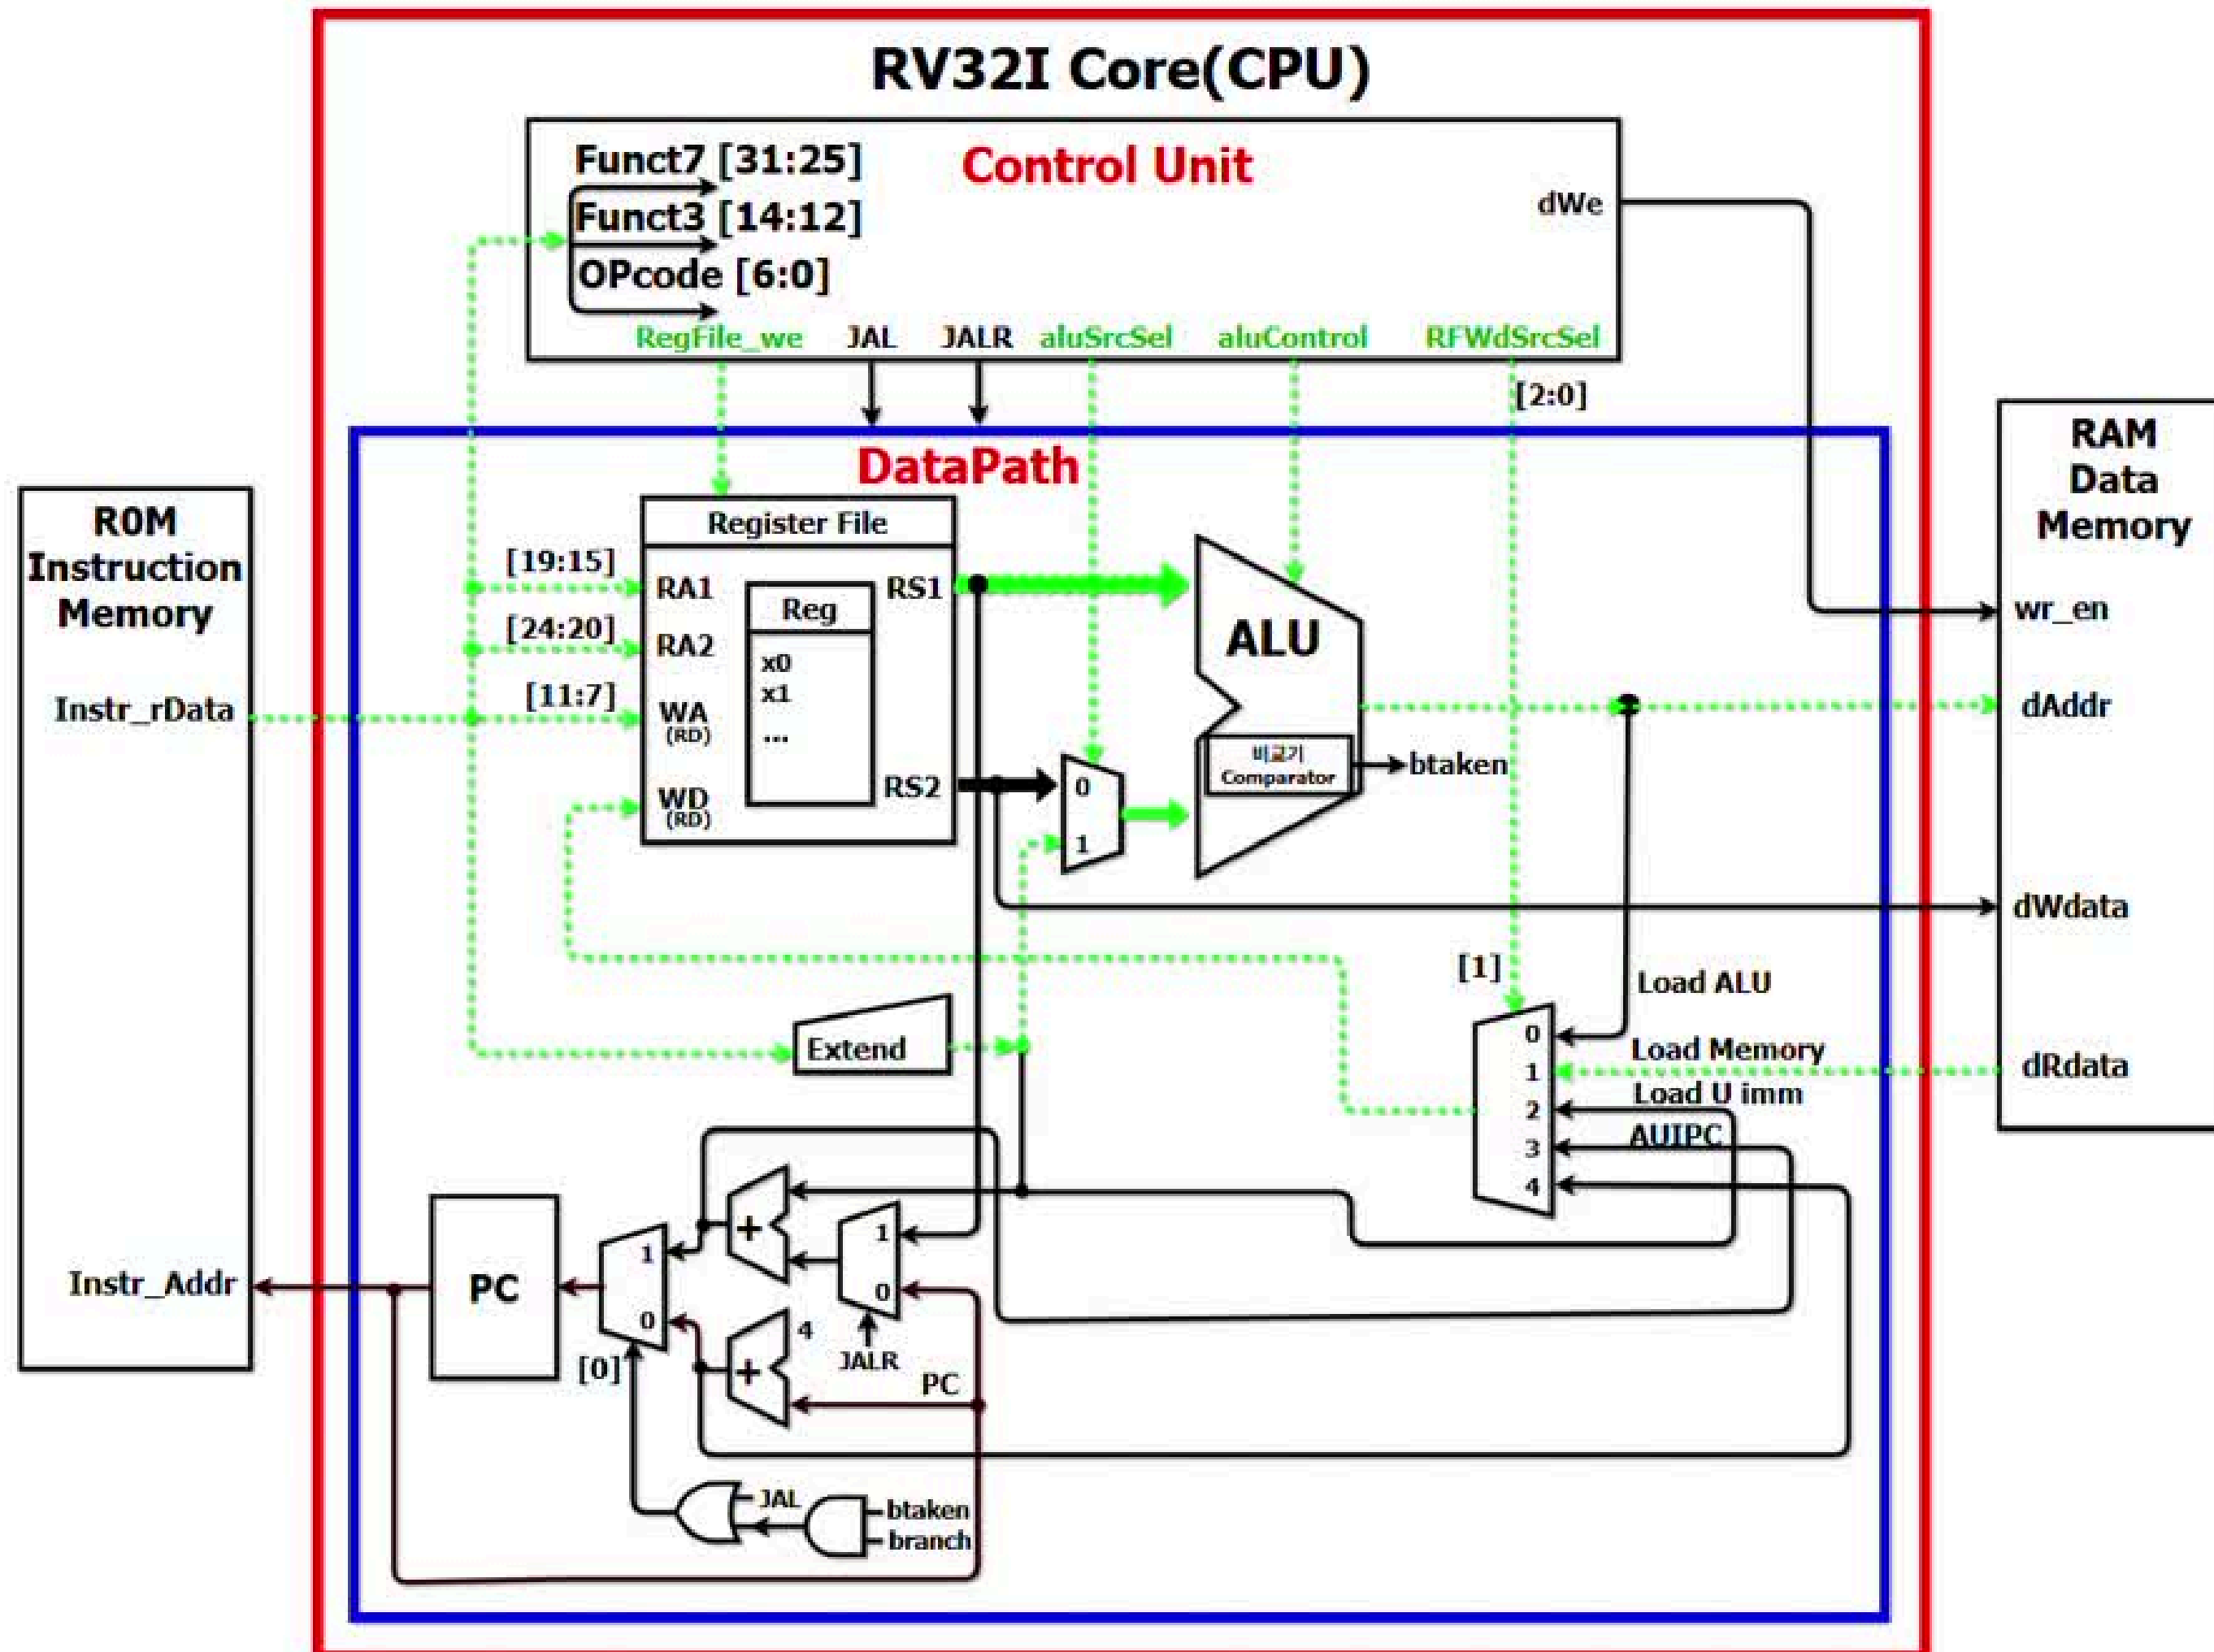 RV32I Core(CPU)
Control Unit
Funct7 [31:25]
Funct3 [14:12]
OPcode [6:0]
dWe
RegFile_we
JAL
JALR
aluSrcSel
aluControl
RFWdSrcSel
[2:0]
DataPath
R0M
Instruction
Memory
Instr_rData
Instr_Addr
RAM
Data
Memory
wr_en
dAddr
dWdata
dRdata
Register File
[19:15]
RA1
[24:20]
RA2
[11:7]
WA
(RD)
WD
(RD)
Reg
x0
x1
...
RS1
RS2
0
1
ALU
비교기
Comparator
btaken
[1]
Load ALU
0
Load Memory
1
Load U imm
2
AUIPC
3
4
Extend
PC
1
0
[0]
+
1
0
JALR
4
+
PC
JAL
btaken
branch